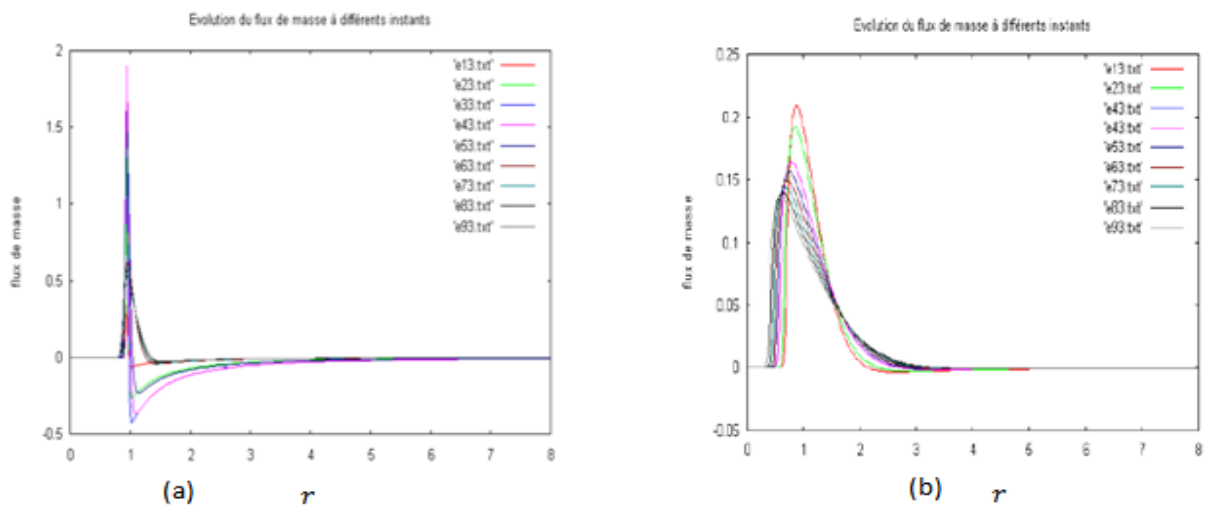 Evolution du flux de masse à différents instants
2
1.5
1
0.5
0
-0.5
flux de masse
'e13.txt'
'e23.txt'
'e33.txt'
'e43.txt'
'e53.txt'
'e63.txt'
'e73.txt'
'e83.txt'
'e93.txt'
0 1 2 3 4 5 6 7 8
(a) r
Evolution du flux de masse à différents instants
0.25
0.2
0.15
0.1
0.05
0
-0.05
flux de masse
'e13.txt'
'e23.txt'
'e43.txt'
'e43.txt'
'e53.txt'
'e63.txt'
'e73.txt'
'e83.txt'
'e93.txt'
0 1 2 3 4 5 6 7 8
(b) r